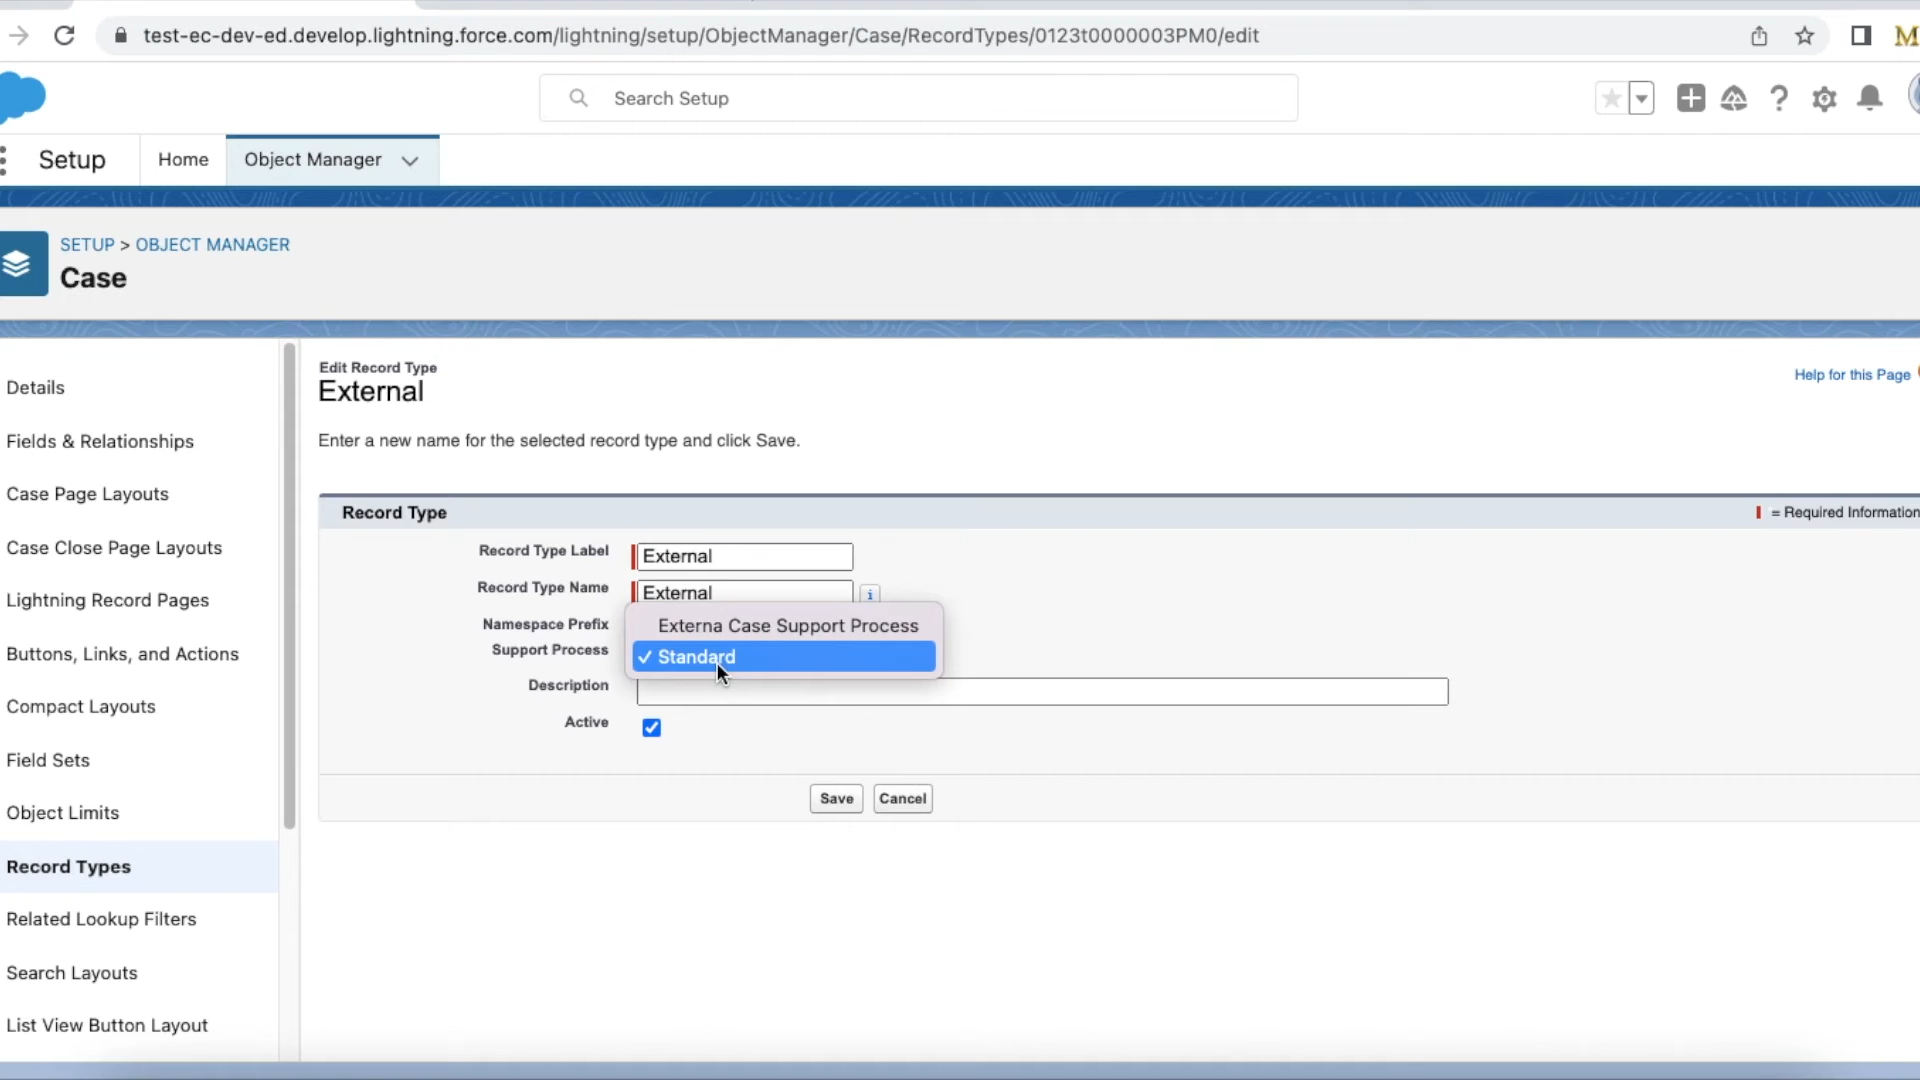 test-ec-dev-ed.develop.lightning.force.com/lightning/setup/ObjectManager/Case/RecordTypes/0123t0000003PM0/edit
M
Search Setup
Setup
Home
Object Manager
SETUP > OBJECT MANAGER
Case
Details
Fields & Relationships
Case Page Layouts
Case Close Page Layouts
Lightning Record Pages
Buttons, Links, and Actions
Compact Layouts
Field Sets
Object Limits
Record Types
Related Lookup Filters
Search Layouts
List View Button Layout
Edit Record Type
External
Help for this Page
Enter a new name for the selected record type and click Save.
Record Type
= Required Information
Record Type Label External
Record Type Name External i
Namespace Prefix
Externa Case Support Process
Support Process
✓ Standard
Description
Active
Save Cancel